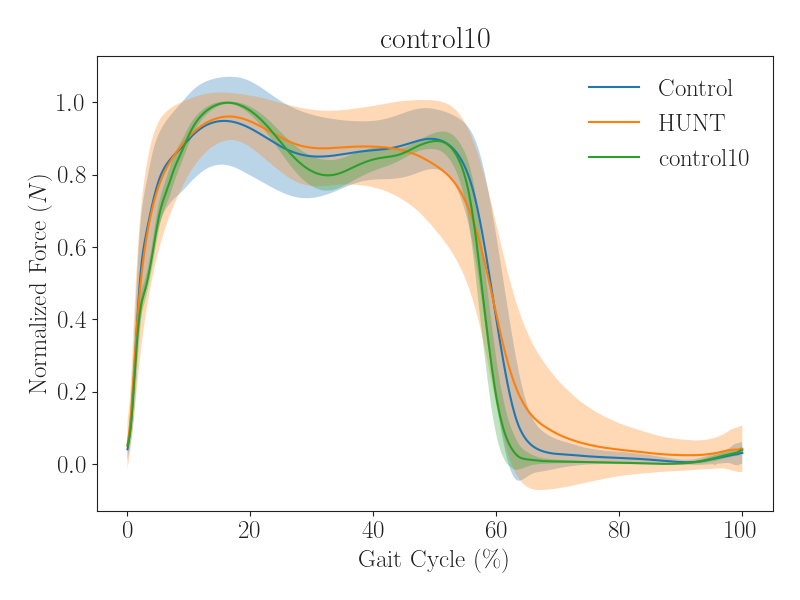 control10
Control
HUNT
control10
Normalized Force (N)
1.0
0.8
0.6
0.4
0.2
0.0
0 20 40 60 80 100
Gait Cycle (%)